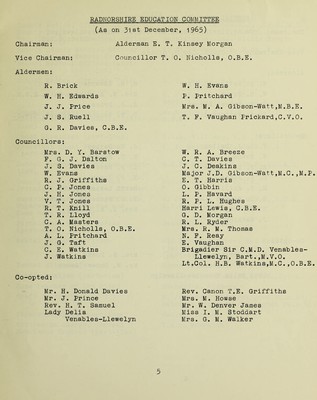 RADNORSHIRE EDUCATION COMMITTEE
(As on 31st December, 1965)
Chairman: Alderman E. T. Kinsey Morgan
Vice Chairman: Councillor T. O. Nicholls, O.B.E.
Aldermen:
H. Brick W. H. Evans
W. H. Edwards P. Pritchard
J. J. Price Mrs. M. A. Gibson-Watt,M.B.E.
J. S. Ruell T. F. Vaughan Prickard,C.V.O.
G. R. Davies, C.B.E.
Councillors:
Mrs. D. Y. Barstow W. R. A. Breeze
F. G. J. Dalton C. T. Davies
J. S. Davies J. C. Deakins
W. Evans Major J.D. Gibson-Watt,M.C.,M.P.
R. J. Griffiths E. T. Harris
C. P. Jones O. Gibbin
J. H. Jones L. P. Havard
V. T. Jones R. F. L. Hughes
R. T. Knill Harri Lewis, C.B.E.
T. R. Lloyd G. D. Morgan
C. A. Masters R. L. Ryder
T. O. Nicholls, O.B.E. Mrs. R. M. Thomas
A. L. Pritchard N. F. Reay
J. G. Taft E. Vaughan
C. E. Watkins Brigadier Sir C.M.D. Venables-
J. Watkins Llewelyn, Bart.,M.V.O.
Lt.Col. H.B. Watkins,M.C.,O.B.E.
Co-opted:
Mr. H. Donald Davies Rev. Canon T.E. Griffiths
Mr. J. Prince Mrs. M. Howse
Rev. H. T. Samuel Mr. W. Denver James
Lady Delia Miss I. M. Stoddart
Venables-Llewelyn Mrs. G. M. Walker
5